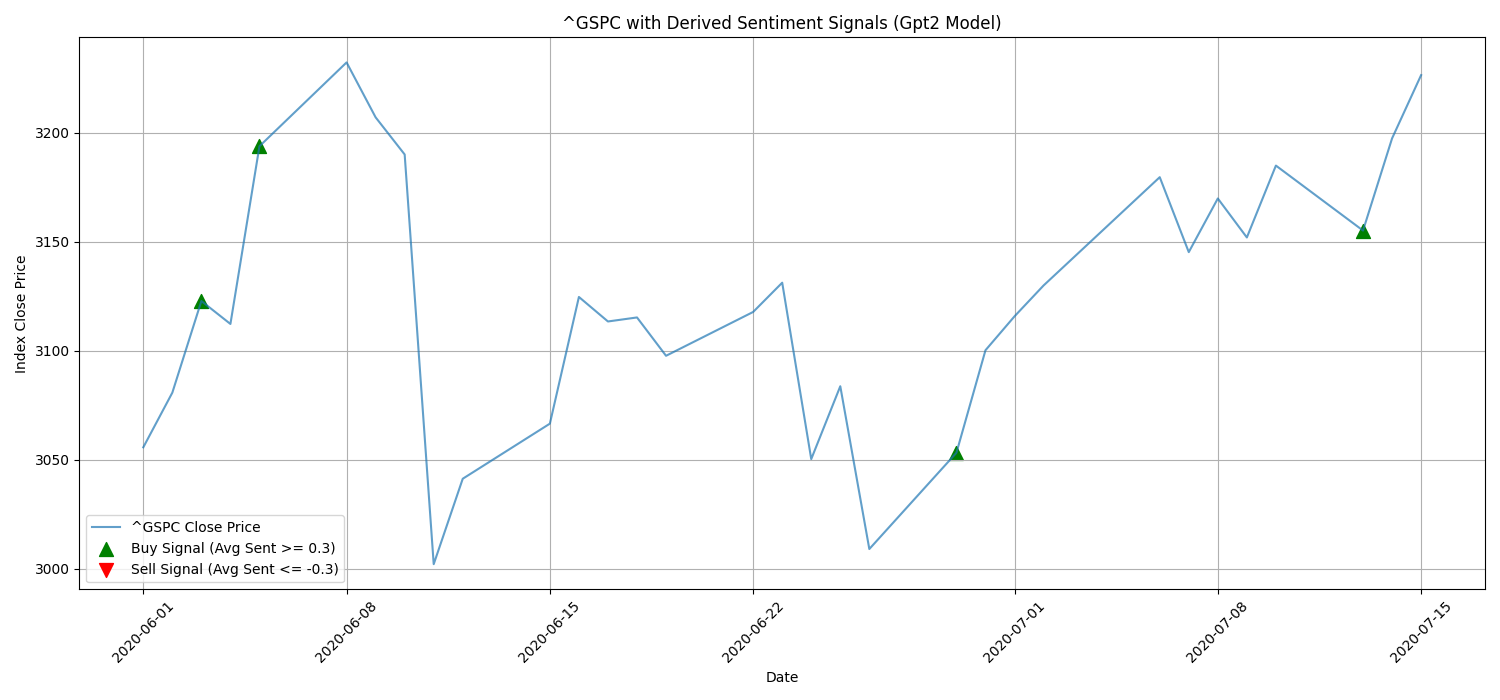 ^GSPC with Derived Sentiment Signals (Gpt2 Model)
Index Close Price
3200
3150
3100
3050
3000
^GSPC Close Price
Buy Signal (Avg Sent >= 0.3)
Sell Signal (Avg Sent <= -0.3)
2020-06-01
2020-06-08
2020-06-15
2020-06-22
2020-07-01
2020-07-08
2020-07-15
Date